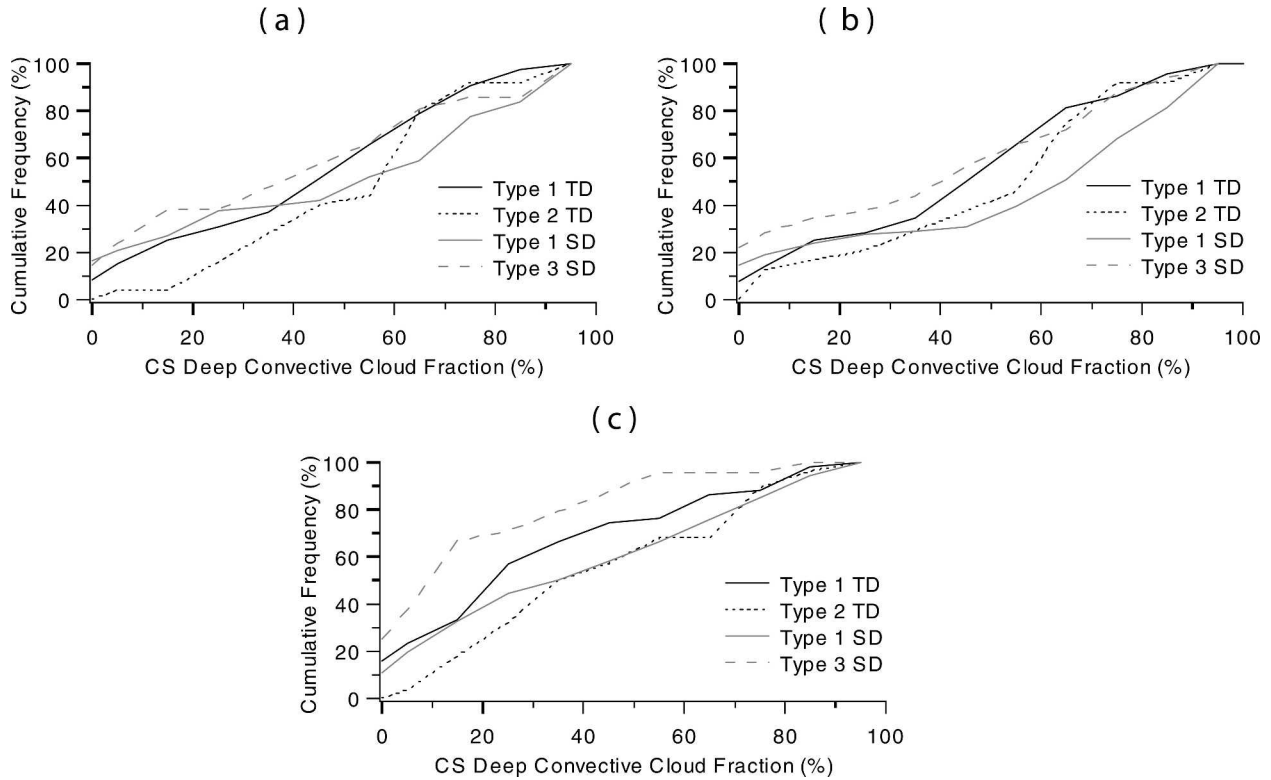 (a)
Cumulative Frequency (%)
100
80
60
40
20
0
Type 1 TD
Type 2 TD
Type 1 SD
Type 3 SD
0 20 40 60 80 100
CS Deep Convective Cloud Fraction (%)
(b)
Cumulative Frequency (%)
100
80
60
40
20
0
Type 1 TD
Type 2 TD
Type 1 SD
Type 3 SD
0 20 40 60 80 100
CS Deep Convective Cloud Fraction (%)
(c)
Cumulative Frequency (%)
100
80
60
40
20
0
Type 1 TD
Type 2 TD
Type 1 SD
Type 3 SD
0 20 40 60 80 100
CS Deep Convective Cloud Fraction (%)